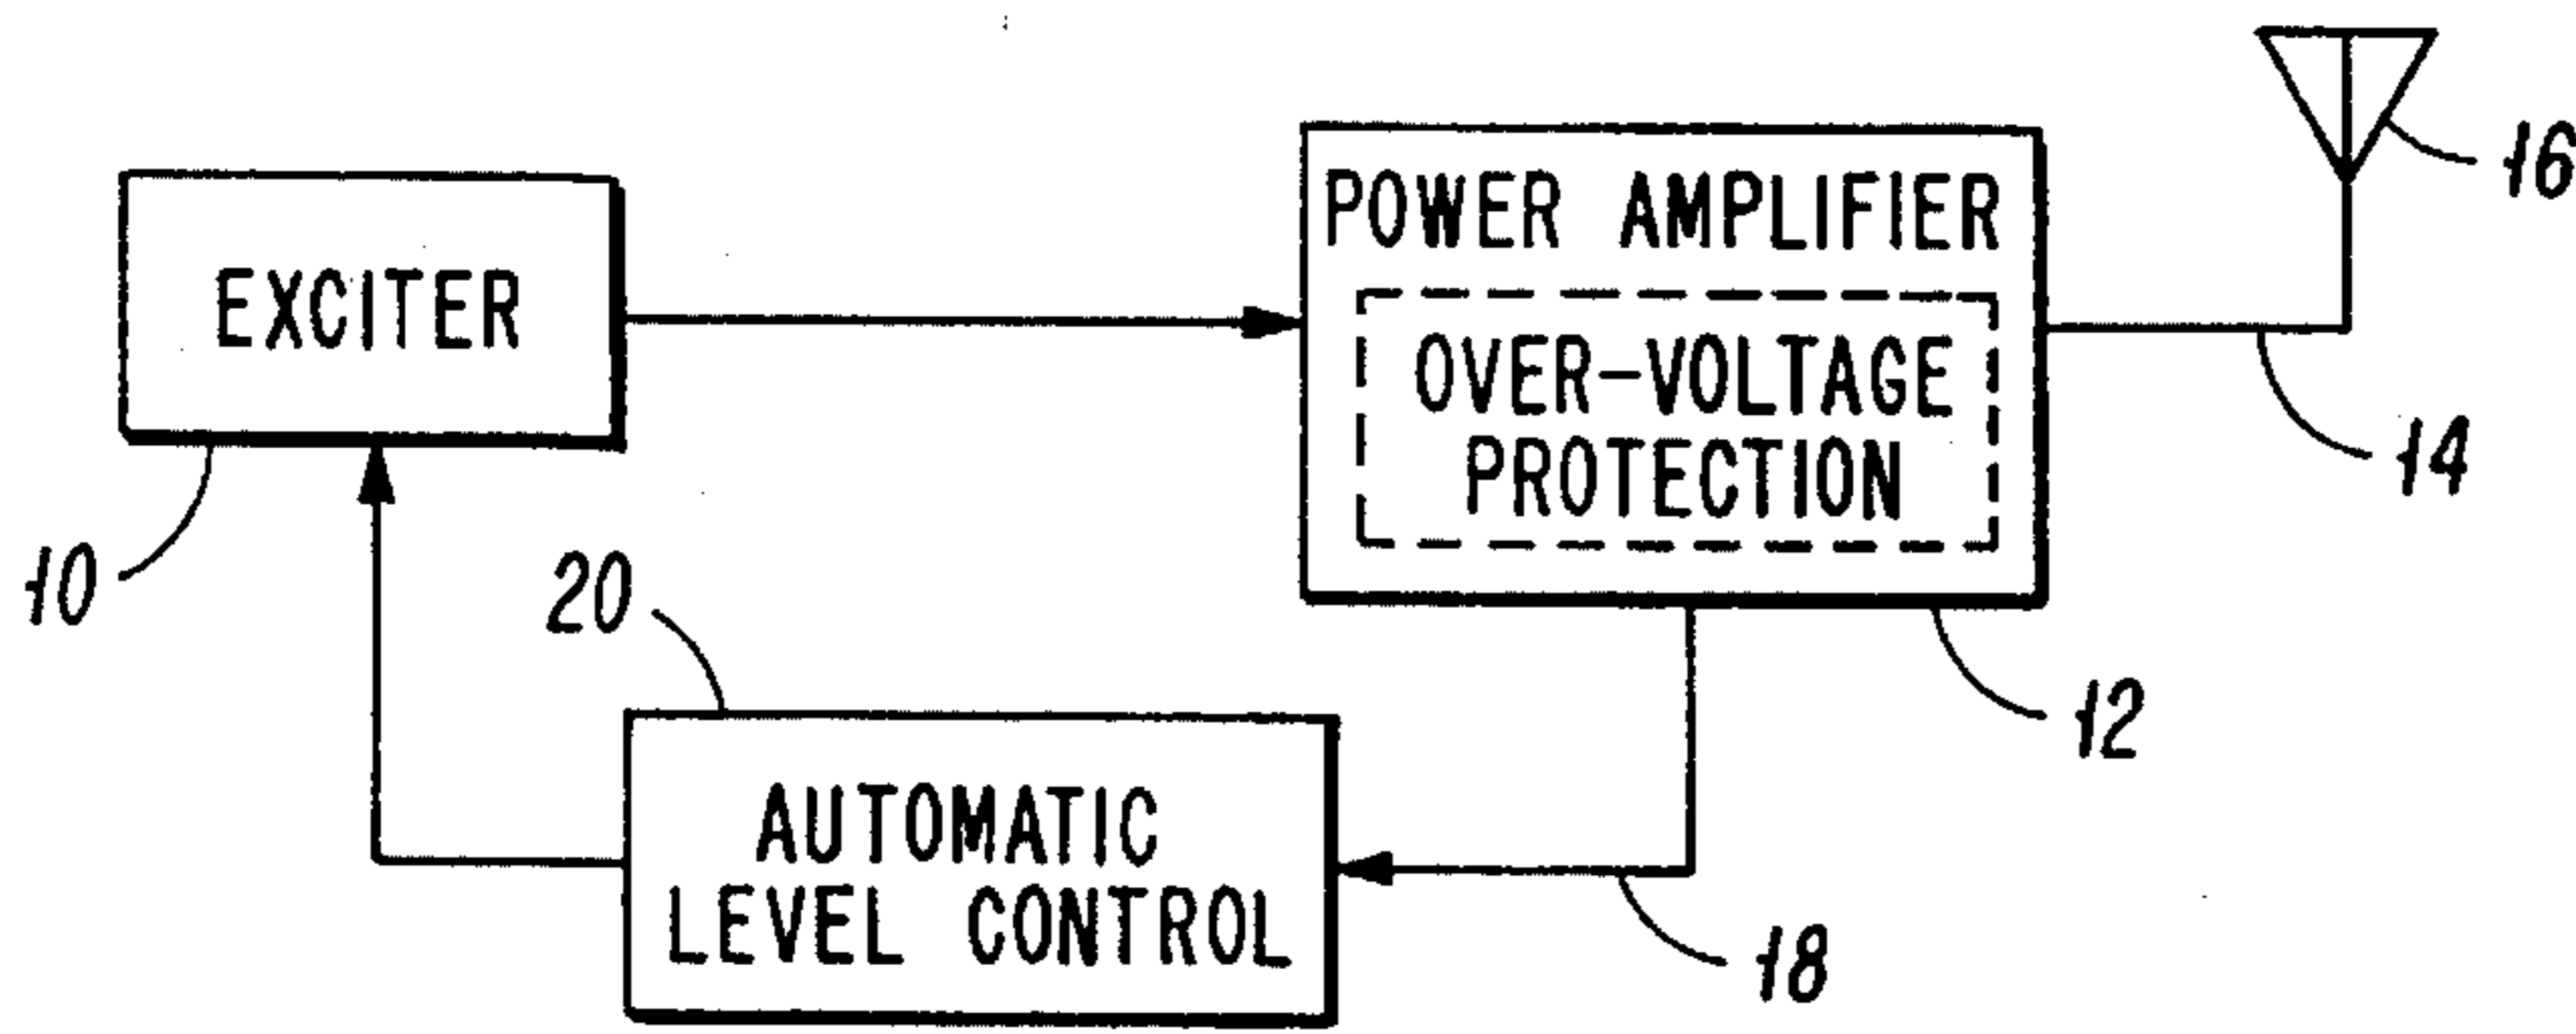 EXCITER
POWER AMPLIFIER
OVER-VOLTAGE
PROTECTION
16
14
10
20
12
AUTOMATIC
LEVEL CONTROL
18